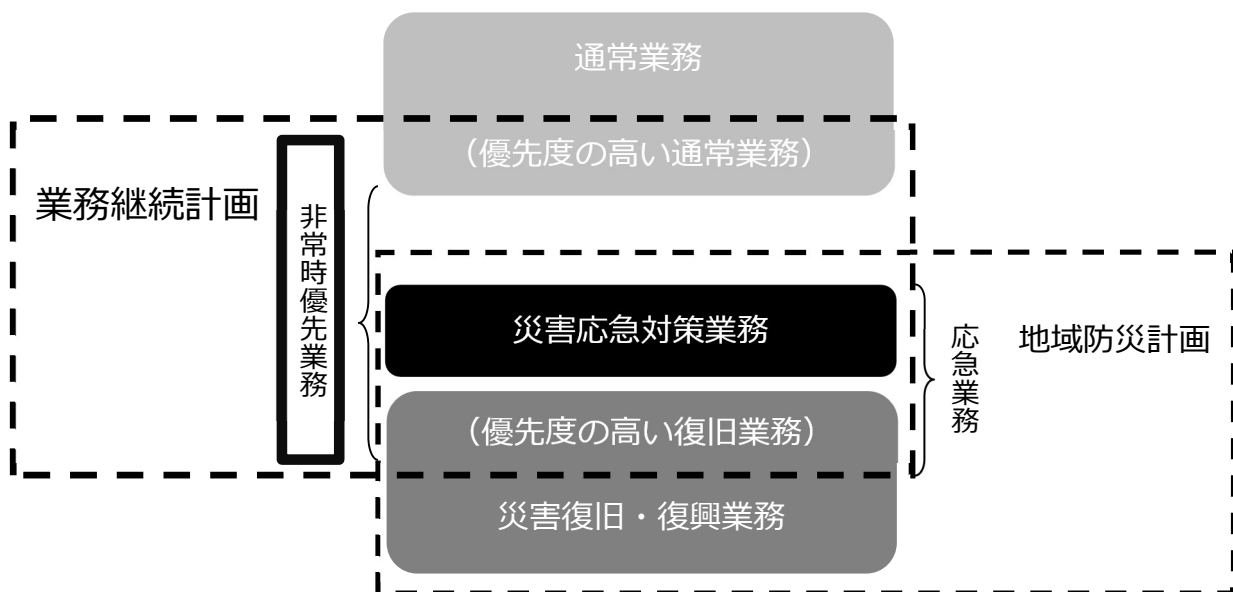 通常業務
（優先度の高い通常業務）
業務継続計画
非常時優先業務
災害応急対策業務
応急業務
地域防災計画
（優先度の高い復旧業務）
災害復旧・復興業務